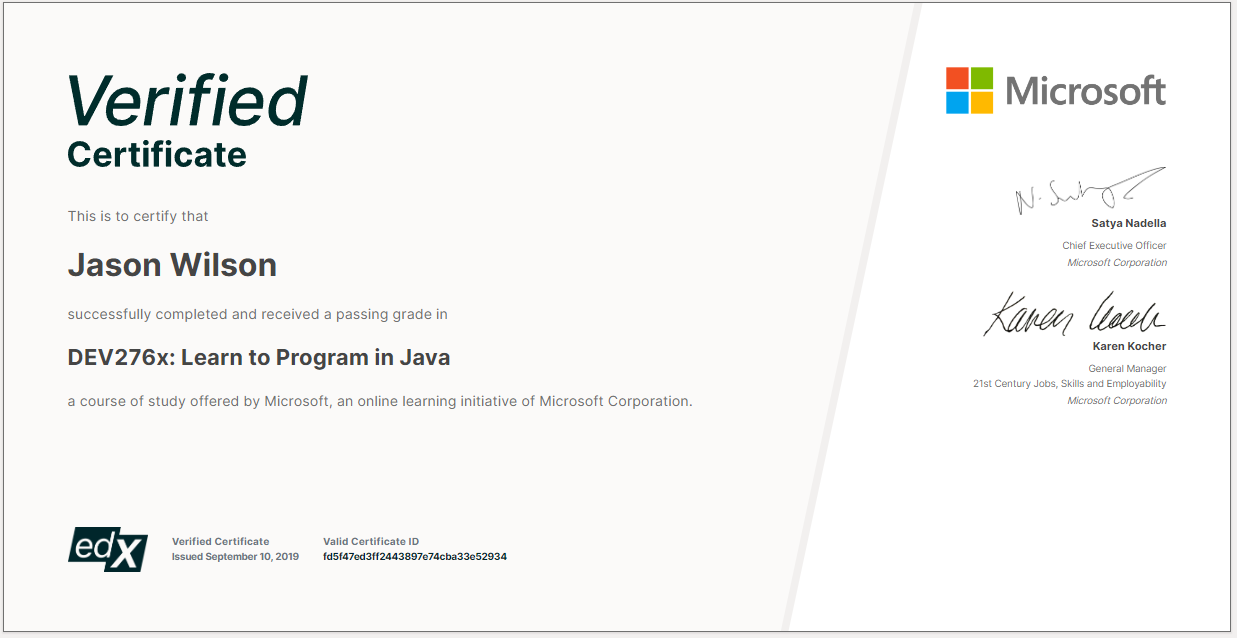 Verified
Certificate
This is to certify that
Jason Wilson
successfully completed and received a passing grade in
DEV276x: Learn to Program in Java
a course of study offered by Microsoft, an online learning initiative of Microsoft Corporation.
edX
Verified Certificate
Issued September 10, 2019
Valid Certificate ID
fd5f47ed3ff2443897e74cba33e52934
Microsoft
Satya Nadella
Chief Executive Officer
Microsoft Corporation
Karen Kocher
Karen Kocher
General Manager
21st Century Jobs, Skills and Employability
Microsoft Corporation